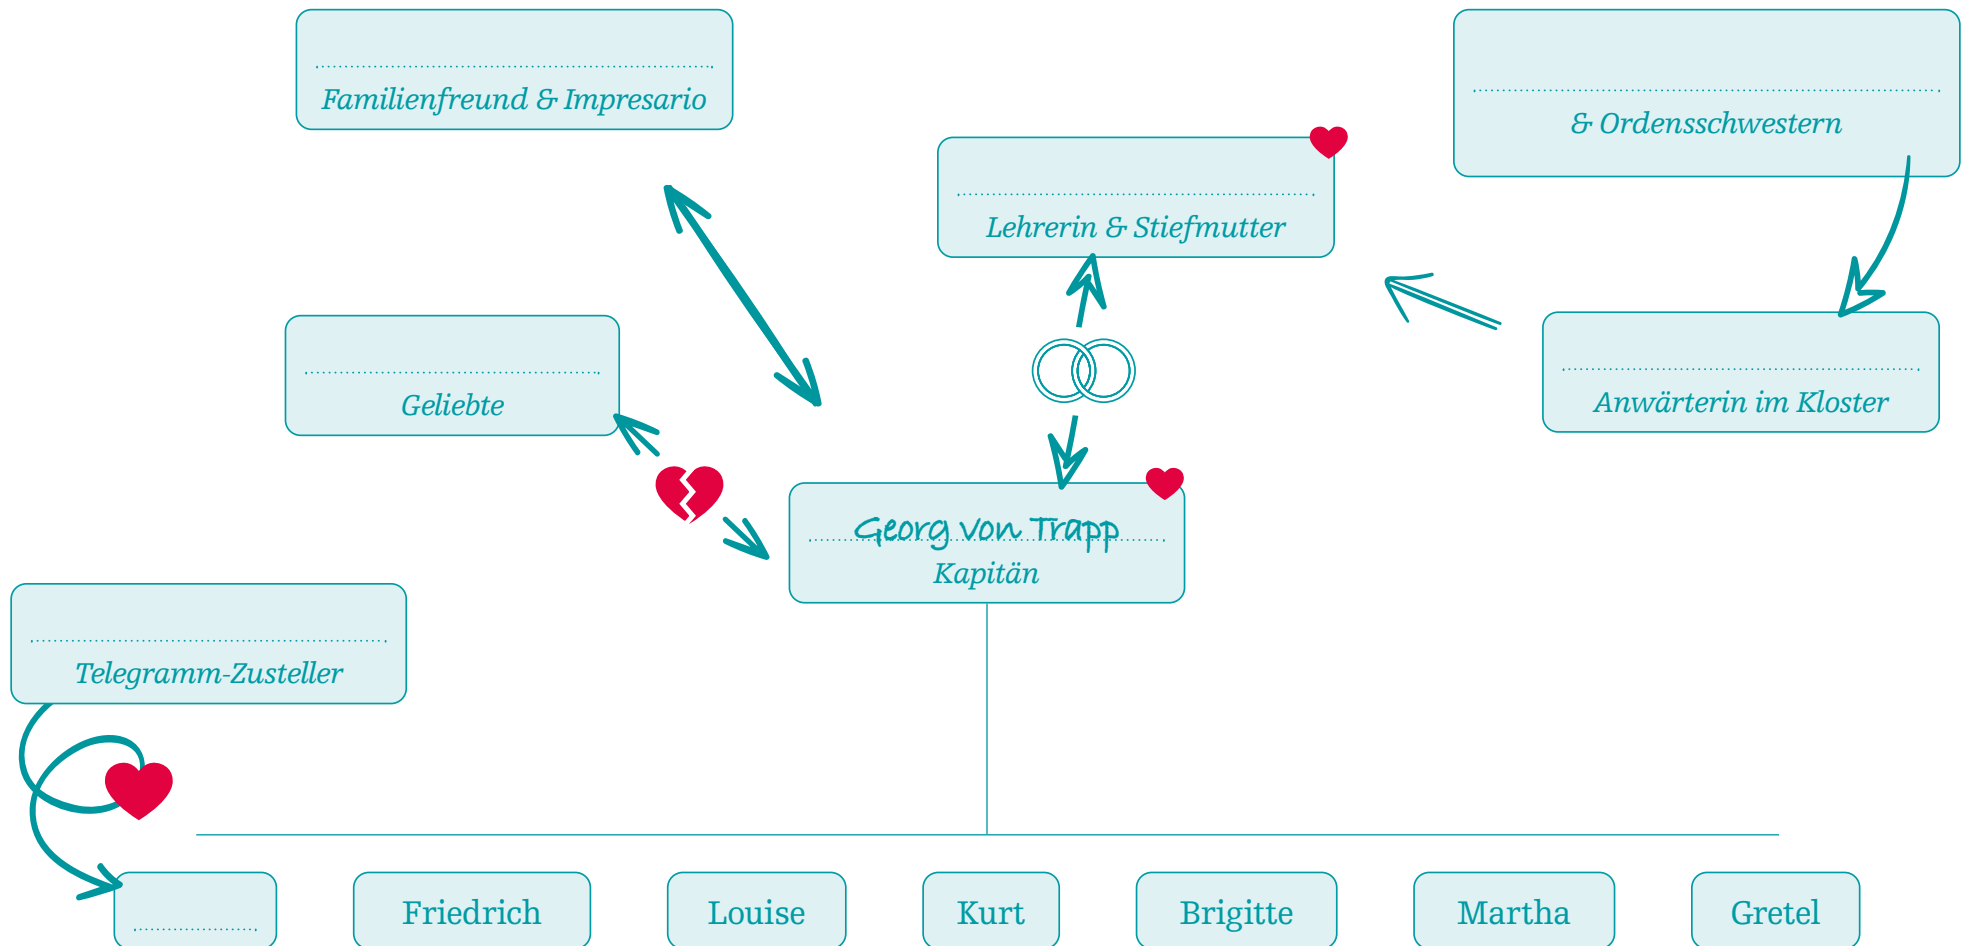 Familienfreund & Impresario
& Ordensschwestern
Lehrerin & Stiefmutter
Geliebte
Anwärterin im Kloster
Georg von Trapp
Kapitän
Telegramm-Zusteller
Friedrich
Louise
Kurt
Brigitte
Martha
Gretel